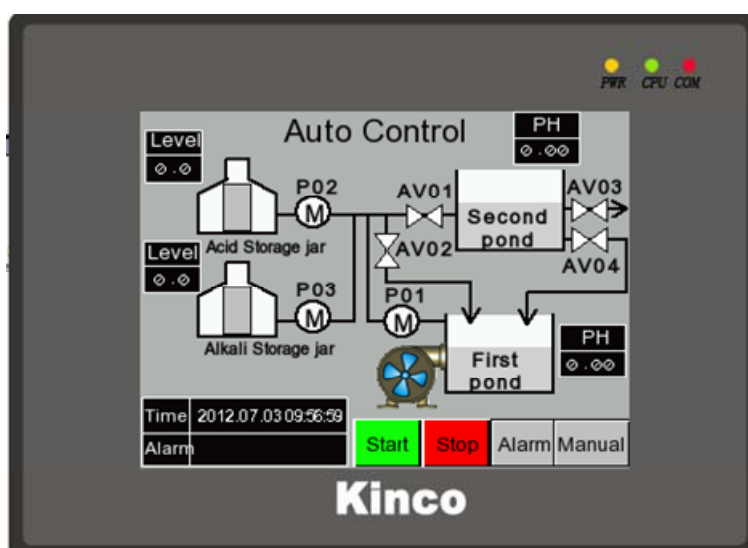 PWR CPU COM
Auto Control
PH
0.00
Level
0.0
P02
M
AV01
AV03
Second
pond
Acid Storage jar
AV02
AV04
Level
0.0
P03
M
P01
M
Alkali Storage jar
First
pond
PH
0.00
Time 2012.07.03 09:56:59
Alarm
Start Stop Alarm Manual
Kinco